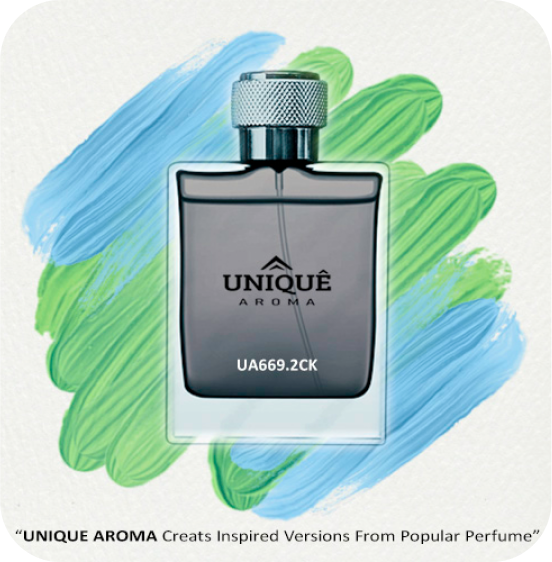 UNIQUÊ
AROMA
UA669.2CK
“UNIQUE AROMA Creats Inspired Versions From Popular Perfume”